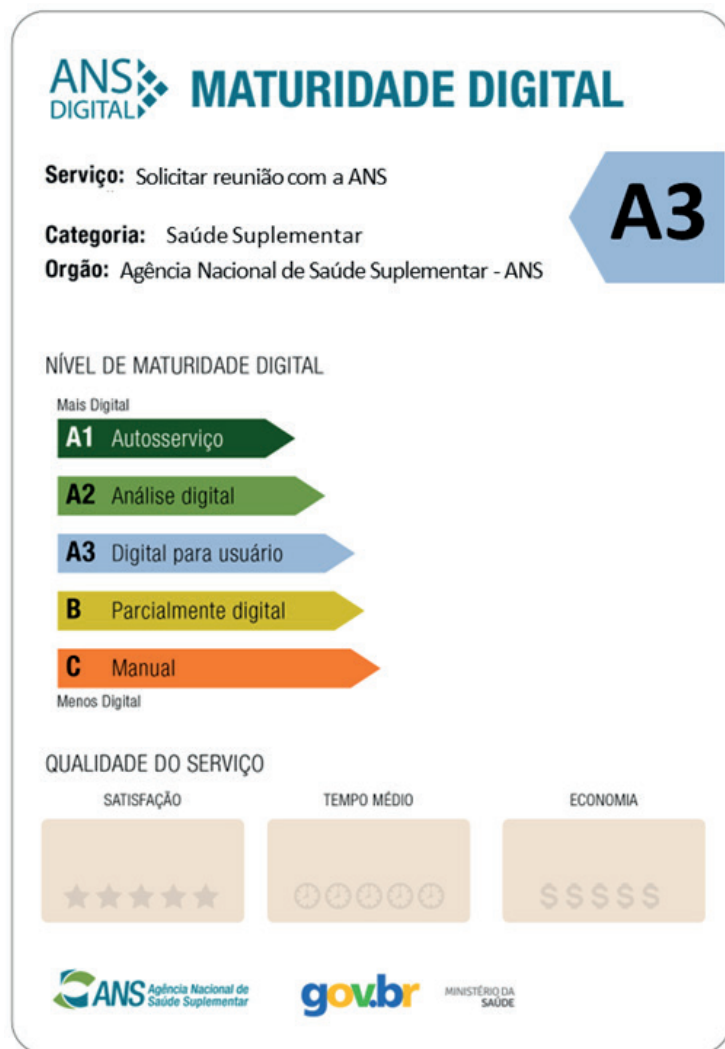 ANS
DIGITAL
MATURIDADE DIGITAL
Serviço: Solicitar reunião com a ANS
A3
Categoria: Saúde Suplementar
Orgão: Agência Nacional de Saúde Suplementar - ANS
NÍVEL DE MATURIDADE DIGITAL
Mais Digital
A1 Autosserviço
A2 Análise digital
A3 Digital para usuário
B Parcialmente digital
C Manual
Menos Digital
QUALIDADE DO SERVIÇO
SATISFAÇÃO TEMPO MÉDIO ECONOMIA
$ $ $ $ $
ANS Agência Nacional de
Saúde Suplementar
gov.br
MINISTÉRIO DA
SAÚDE